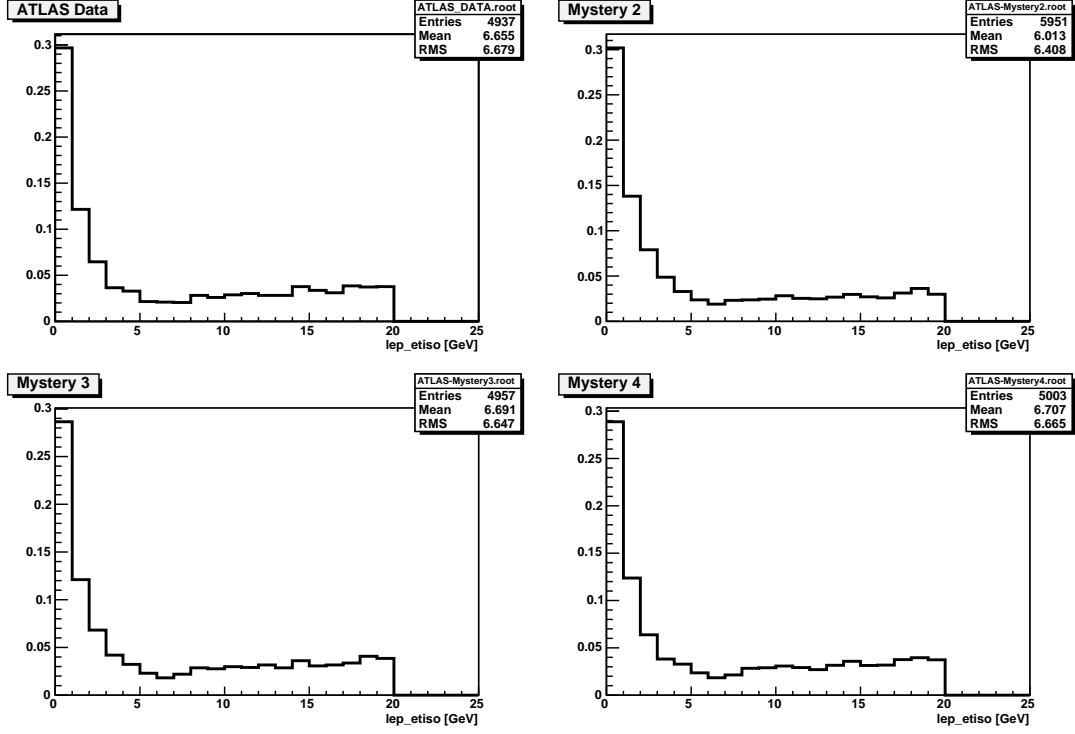 ATLAS Data
ATLAS_DATA.root
Entries 4937
Mean 6.655
RMS 6.679
0.3
0.25
0.2
0.15
0.1
0.05
0
0 5 10 15 20 25
lep_etiso [GeV]
Mystery 2
ATLAS-Mystery2.root
Entries 5951
Mean 6.013
RMS 6.408
0.3
0.25
0.2
0.15
0.1
0.05
0
0 5 10 15 20 25
lep_etiso [GeV]
Mystery 3
ATLAS-Mystery3.root
Entries 4957
Mean 6.691
RMS 6.647
0.3
0.25
0.2
0.15
0.1
0.05
0
0 5 10 15 20 25
lep_etiso [GeV]
Mystery 4
ATLAS-Mystery4.root
Entries 5003
Mean 6.707
RMS 6.665
0.3
0.25
0.2
0.15
0.1
0.05
0
0 5 10 15 20 25
lep_etiso [GeV]